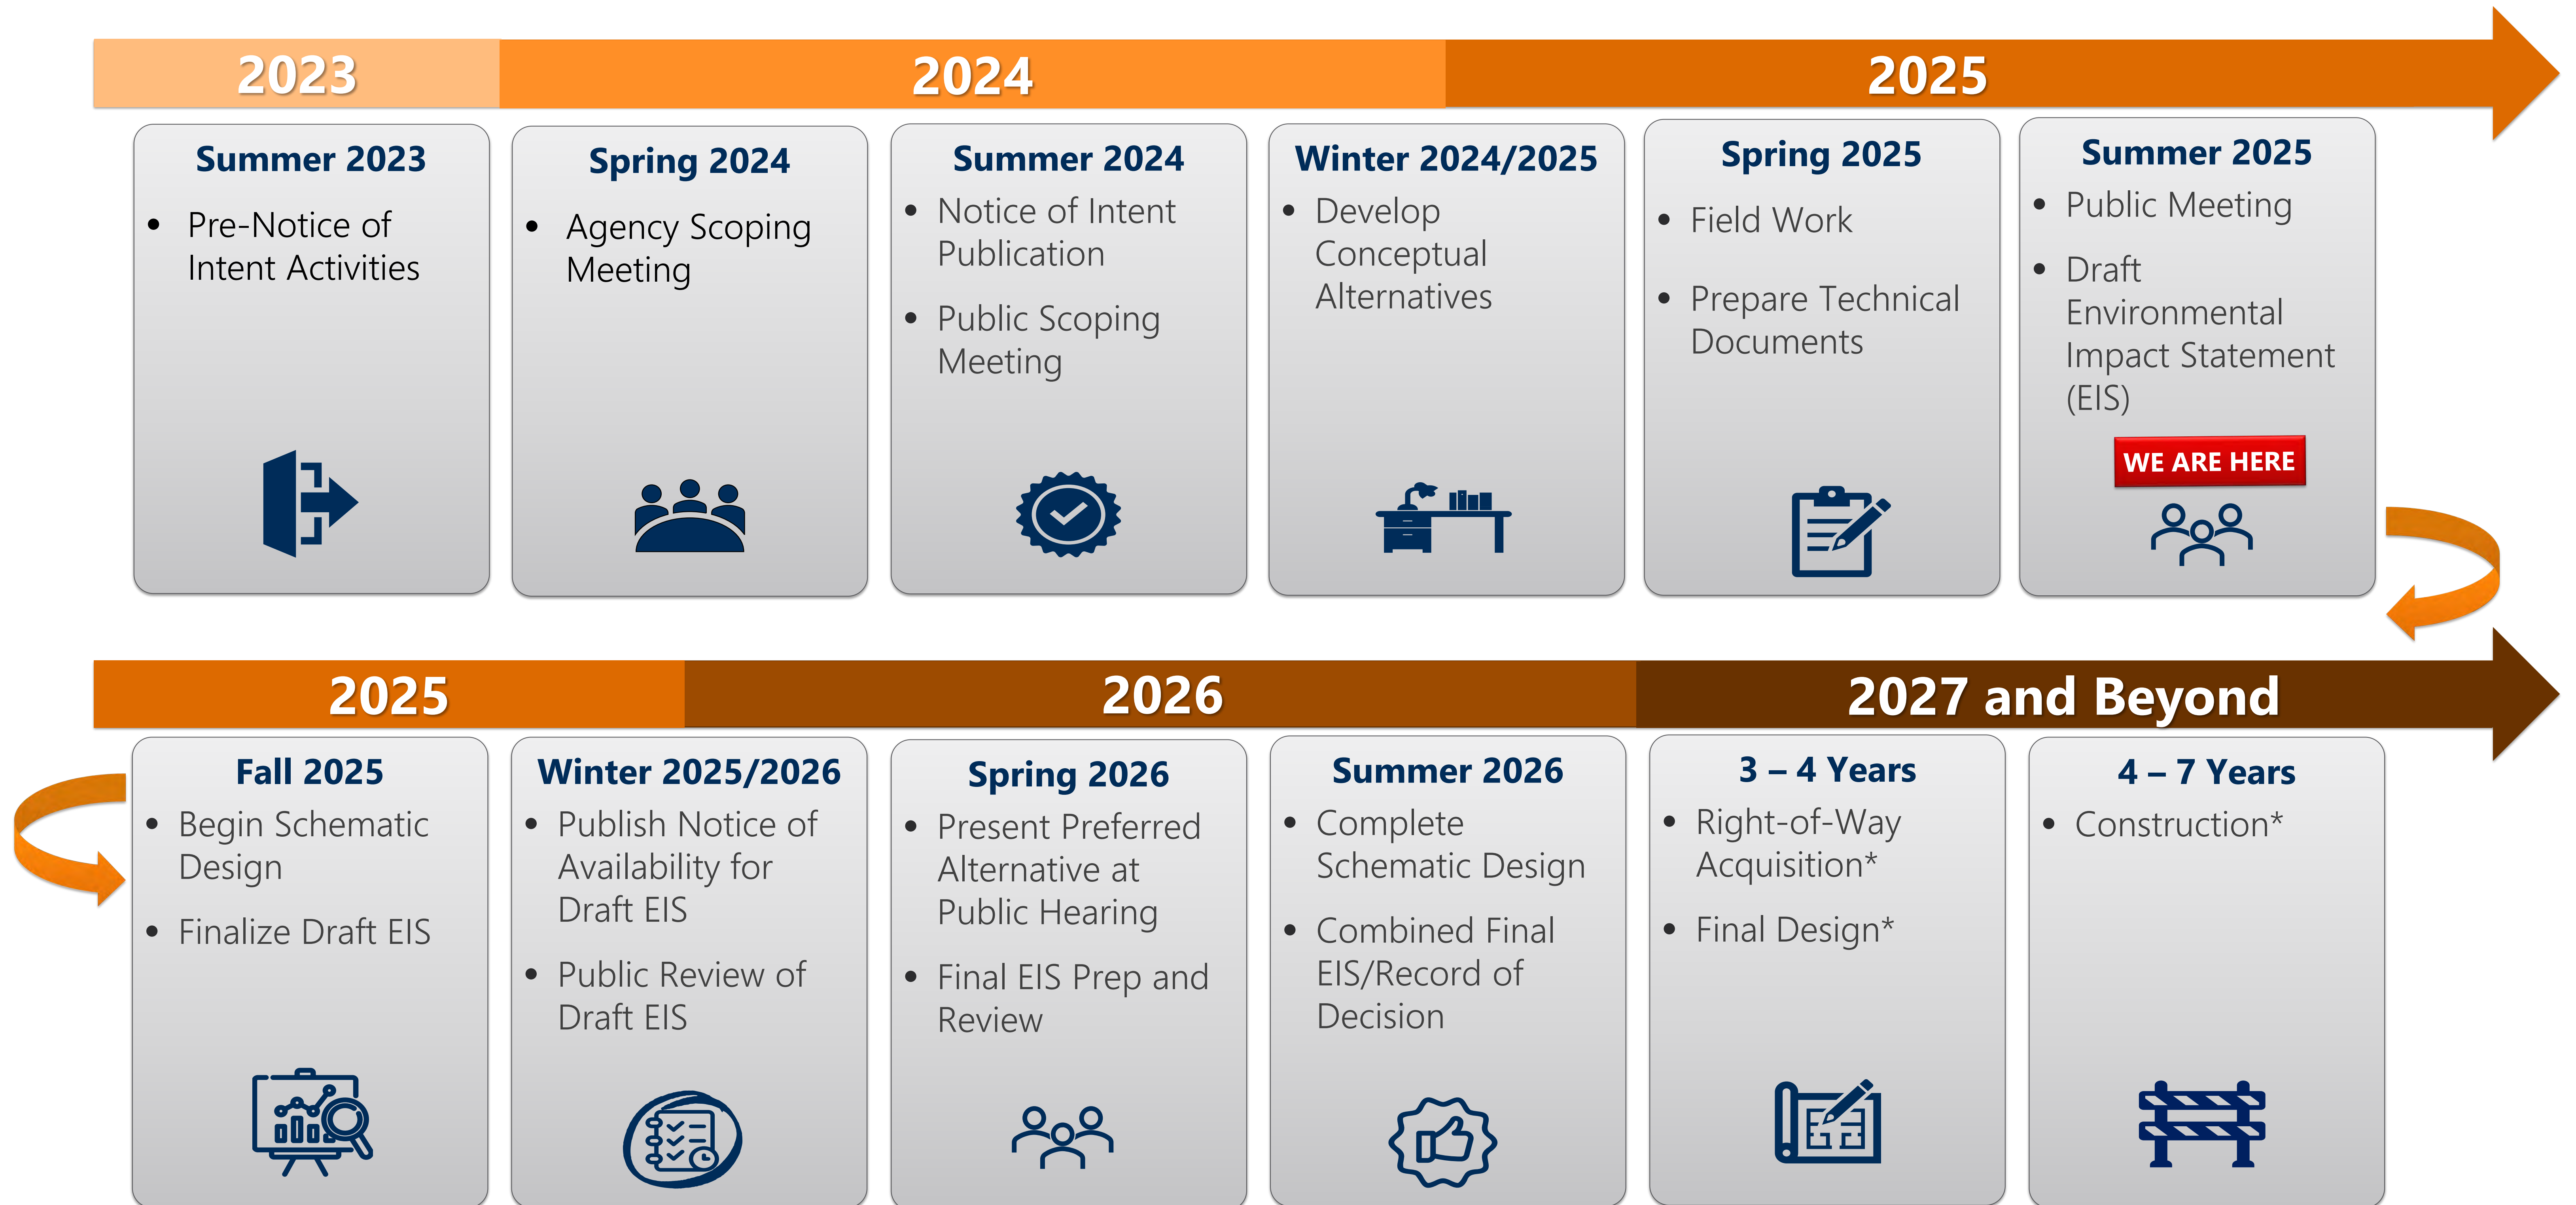 2023
2024
2025
Summer 2023
• Pre-Notice of
Intent Activities
Spring 2024
• Agency Scoping
Meeting
Summer 2024
• Notice of Intent
Publication
• Public Scoping
Meeting
Winter 2024/2025
• Develop
Conceptual
Alternatives
Spring 2025
• Field Work
• Prepare Technical
Documents
Summer 2025
• Public Meeting
• Draft
Environmental
Impact Statement
(EIS)
WE ARE HERE
2025
2026
2027 and Beyond
Fall 2025
• Begin Schematic
Design
• Finalize Draft EIS
Winter 2025/2026
• Publish Notice of
Availability for
Draft EIS
• Public Review of
Draft EIS
Spring 2026
• Present Preferred
Alternative at
Public Hearing
• Final EIS Prep and
Review
Summer 2026
• Complete
Schematic Design
• Combined Final
EIS/Record of
Decision
3 – 4 Years
• Right-of-Way
Acquisition*
• Final Design*
4 – 7 Years
• Construction*